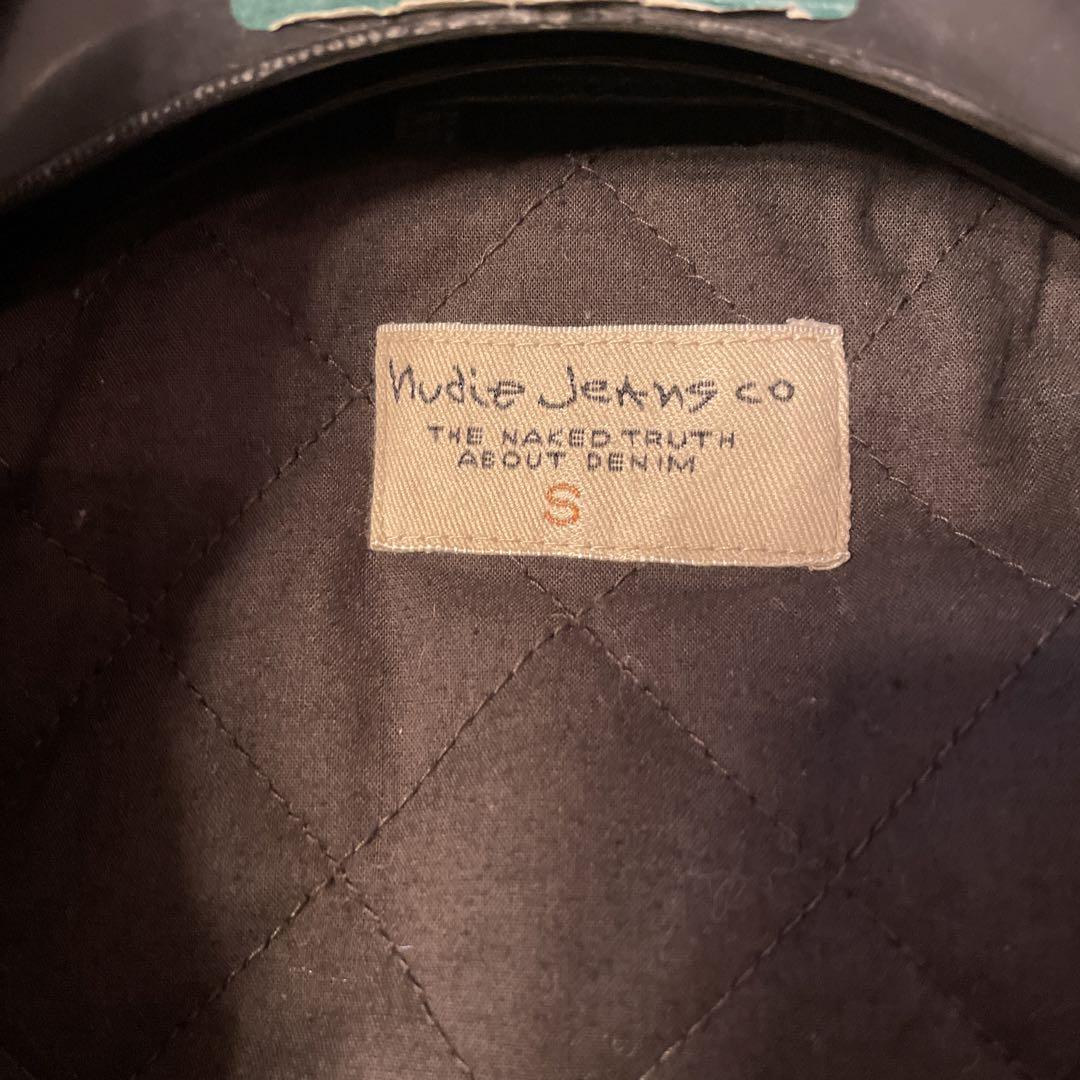 Nudie Jeans co
THE NAKED TRUTH
ABOUT DENIM
S